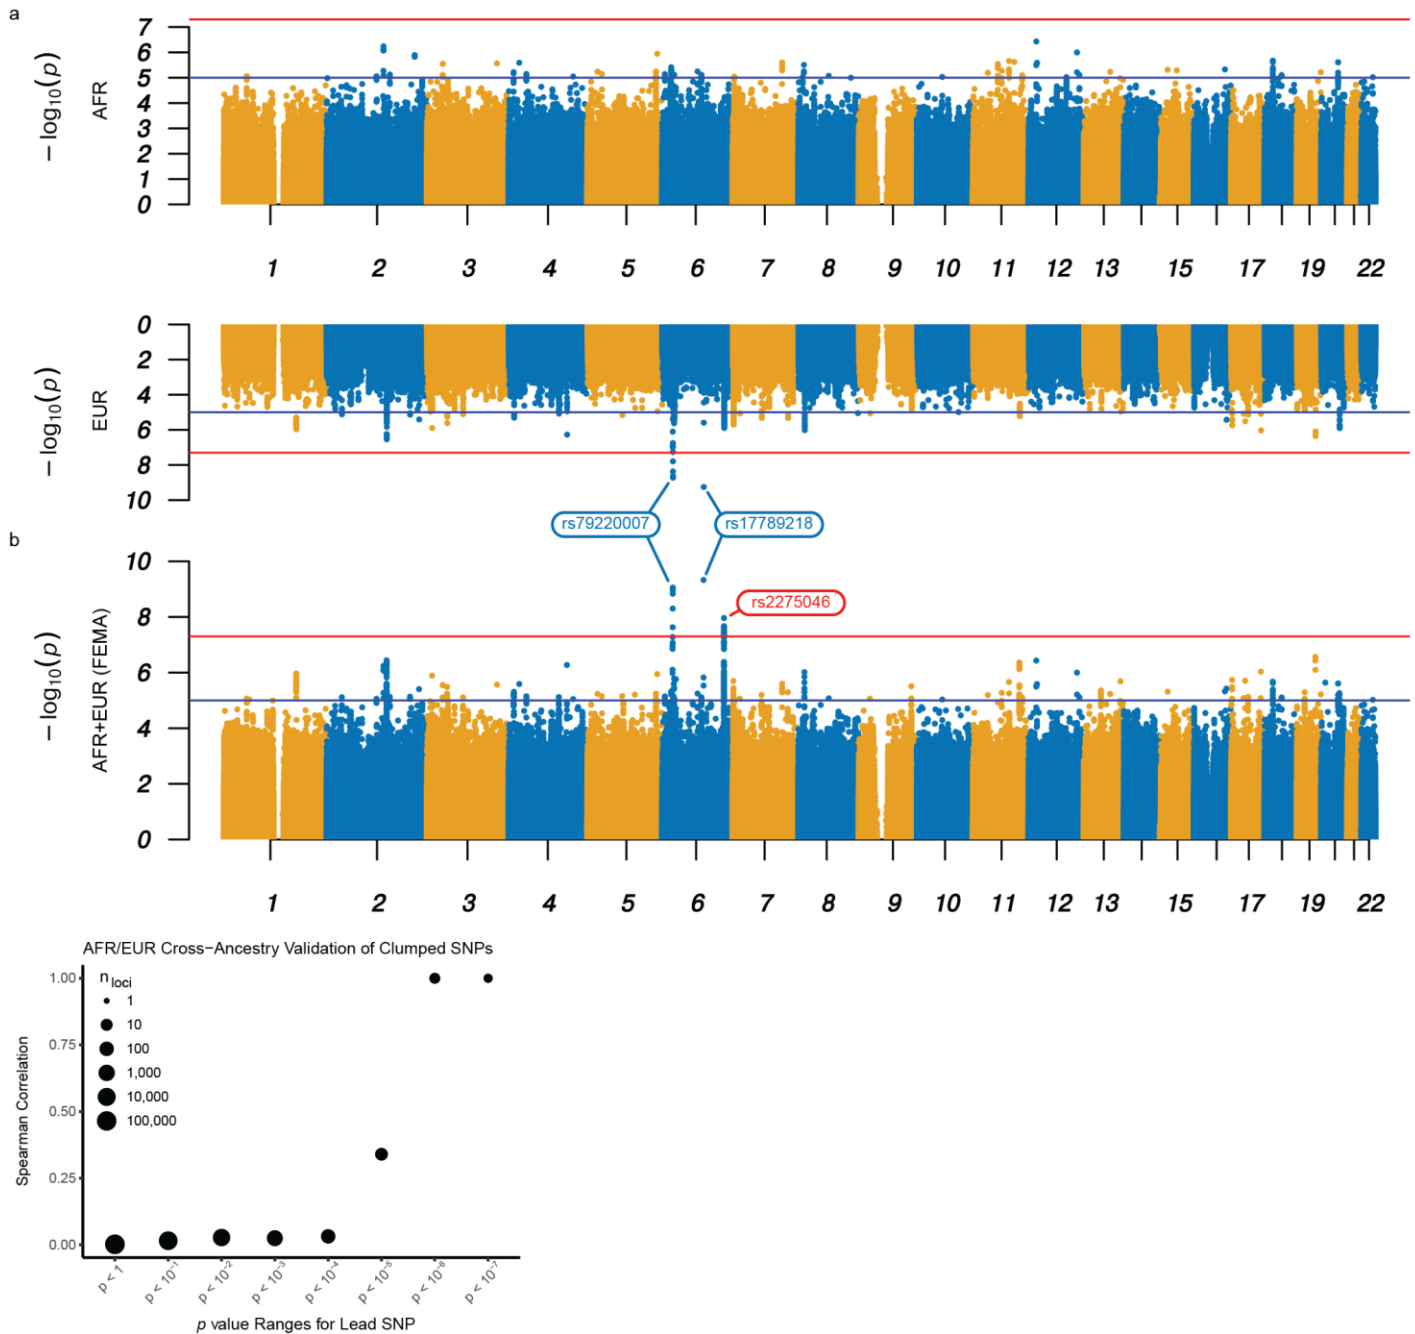 a
7
6
5
4
3
2
1
0
−log10(p)
AFR
1 2 3 4 5 6 7 8 9 10 11 12 13 15 17 19 22
0
2
4
6
8
10
−log10(p)
EUR
rs79220007 rs17789218
b
10
8
6
4
2
0
−log10(p)
AFR+EUR (FEMA)
rs2275046
1 2 3 4 5 6 7 8 9 10 11 12 13 15 17 19 22
AFR/EUR Cross−Ancestry Validation of Clumped SNPs
1.00
0.75
0.50
0.25
0.00
Spearman Correlation
n loci
1
10
100
1,000
10,000
100,000
p < 1 p < 10−1 p < 10−2 p < 10−3 p < 10−4 p < 10−5 p < 10−6 p < 10−7
p value Ranges for Lead SNP